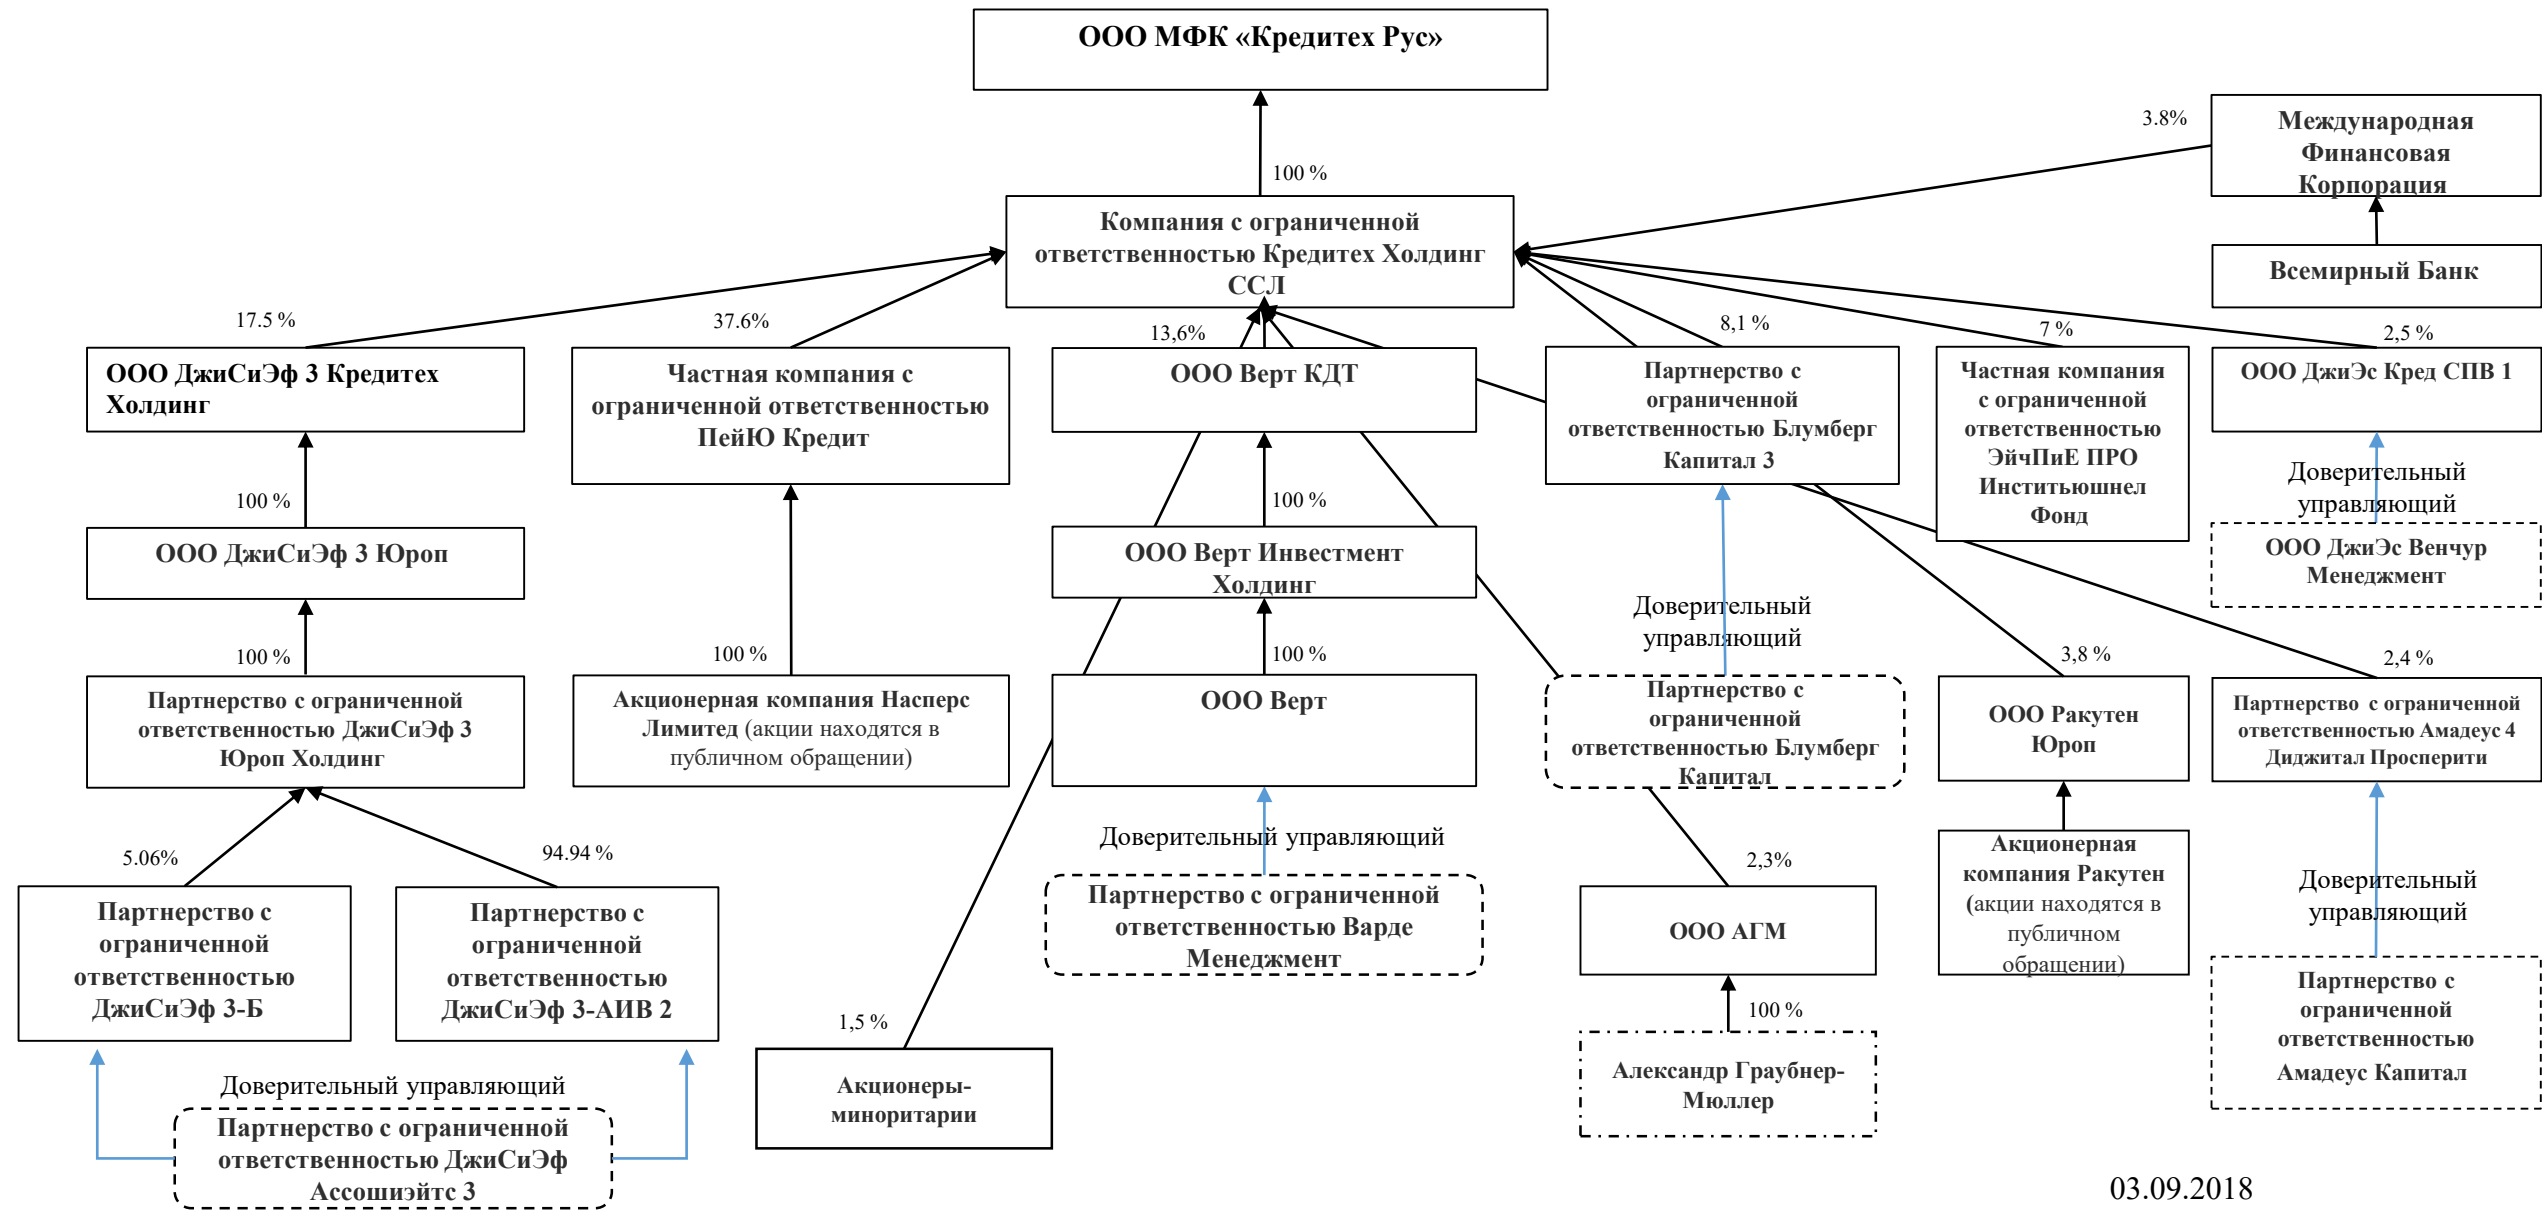 ООО МФК «Кредитех Рус»
3.8%
Международная
Финансовая
Корпорация
100 %
Компания с ограниченной
ответственностью Кредитех Холдинг
ССЛ
Всемирный Банк
17.5 %
37.6%
13,6%
8,1 %
7 %
2,5 %
ООО ДжиСиЭф 3 Кредитех
Холдинг
Частная компания с
ограниченной ответственностью
ПейЮ Кредит
ООО Верт КДТ
Партнерство с
ограниченной
ответственностью Блумберг
Капитал 3
Частная компания
с ограниченной
ответственностью
ЭйчПиЕ ПРО
Институьюшнел
Фонд
ООО ДжиЭс Кред СПВ 1
Доверительный
управляющий
100 %
100 %
ООО ДжиСиЭф 3 Юроп
ООО Верт Инвестмент
Холдинг
ООО ДжиЭс Венчур
Менеджмент
Доверительный
управляющий
100 %
100 %
100 %
3,8 %
2,4 %
Партнерство с ограниченной
ответственностью ДжиСиЭф 3
Юроп Холдинг
Акционерная компания Насперс
Лимитед (акции находятся в
публичном обращении)
ООО Верт
Партнерство с
ограниченной
ответственностью Блумберг
Капитал
ООО Ракутен
Юроп
Партнерство с ограниченной
ответственностью Амадеус 4
Диджитал Просперити
5.06%
94.94 %
Доверительный управляющий
2,3%
Акционерная
компания Ракутен
(акции находятся в
публичном
обращении)
Доверительный
управляющий
Партнерство с
ограниченной
ответственностью
ДжиСиЭф 3-Б
Партнерство с
ограниченной
ответственностью
ДжиСиЭф 3-АИВ 2
Партнерство с ограниченной
ответственностью Варде
Менеджмент
ООО АГМ
Партнерство с
ограниченной
ответственностью
Амадеус Капитал
1,5 %
100 %
Доверительный управляющий
Акционеры-
миноритарии
Александр Граубнер-
Мюллер
Партнерство с ограниченной
ответственностью ДжиСиЭф
Ассошиэйтс 3
03.09.2018